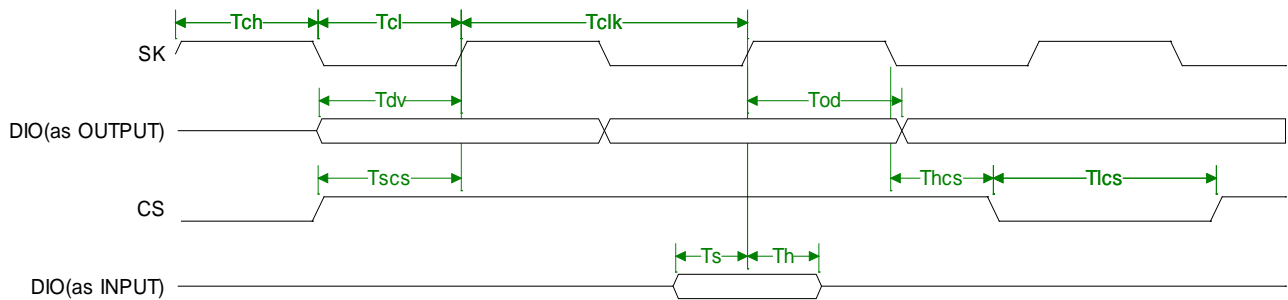 Tch Tcl Tclk
SK
Tdv Tod
DIO(as OUTPUT)
Tscs Thcs Tlcs
CS
Ts Th
DIO(as INPUT)